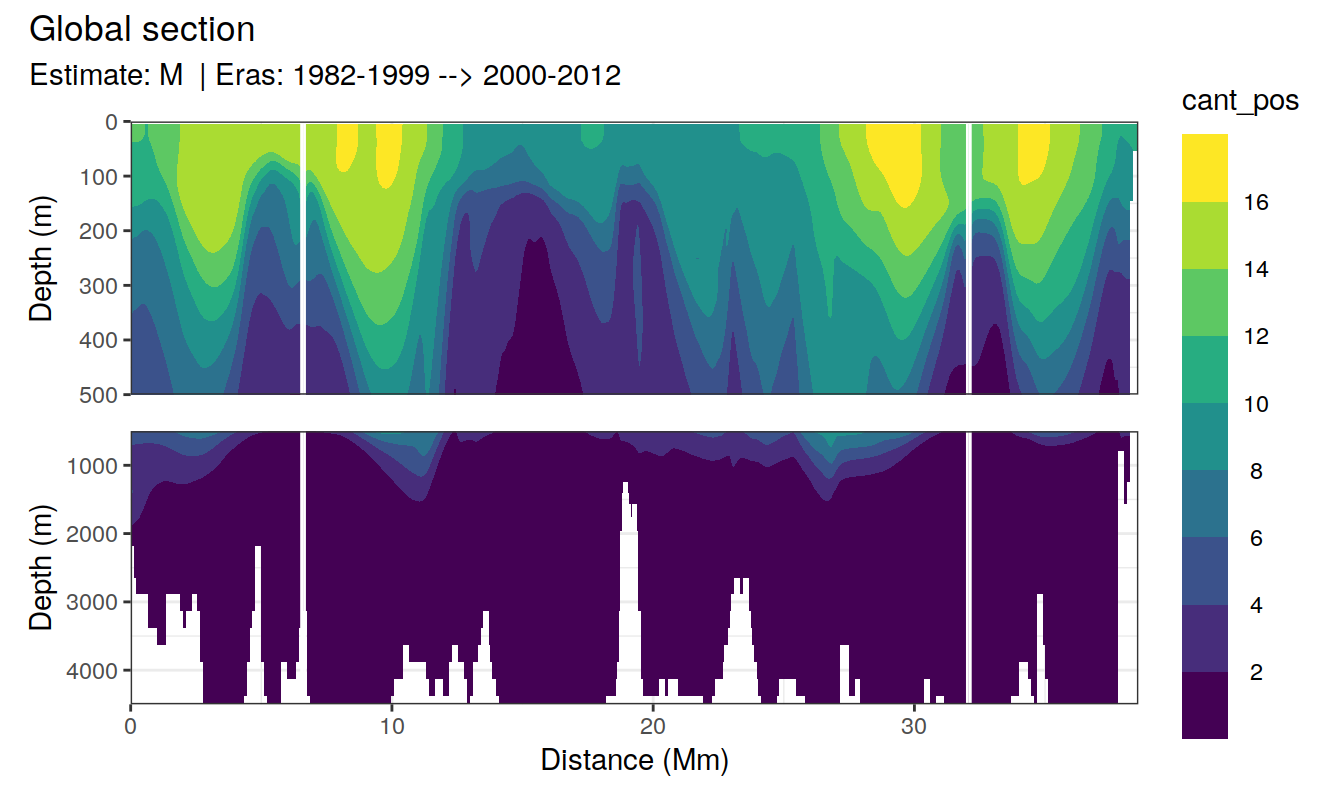 Global section
Estimate: M | Eras: 1982-1999 --> 2000-2012
cant_pos
16
14
12
10
8
6
4
2
Depth (m)
0
100
200
300
400
500
Depth (m)
1000
2000
3000
4000
0 10 20 30
Distance (Mm)